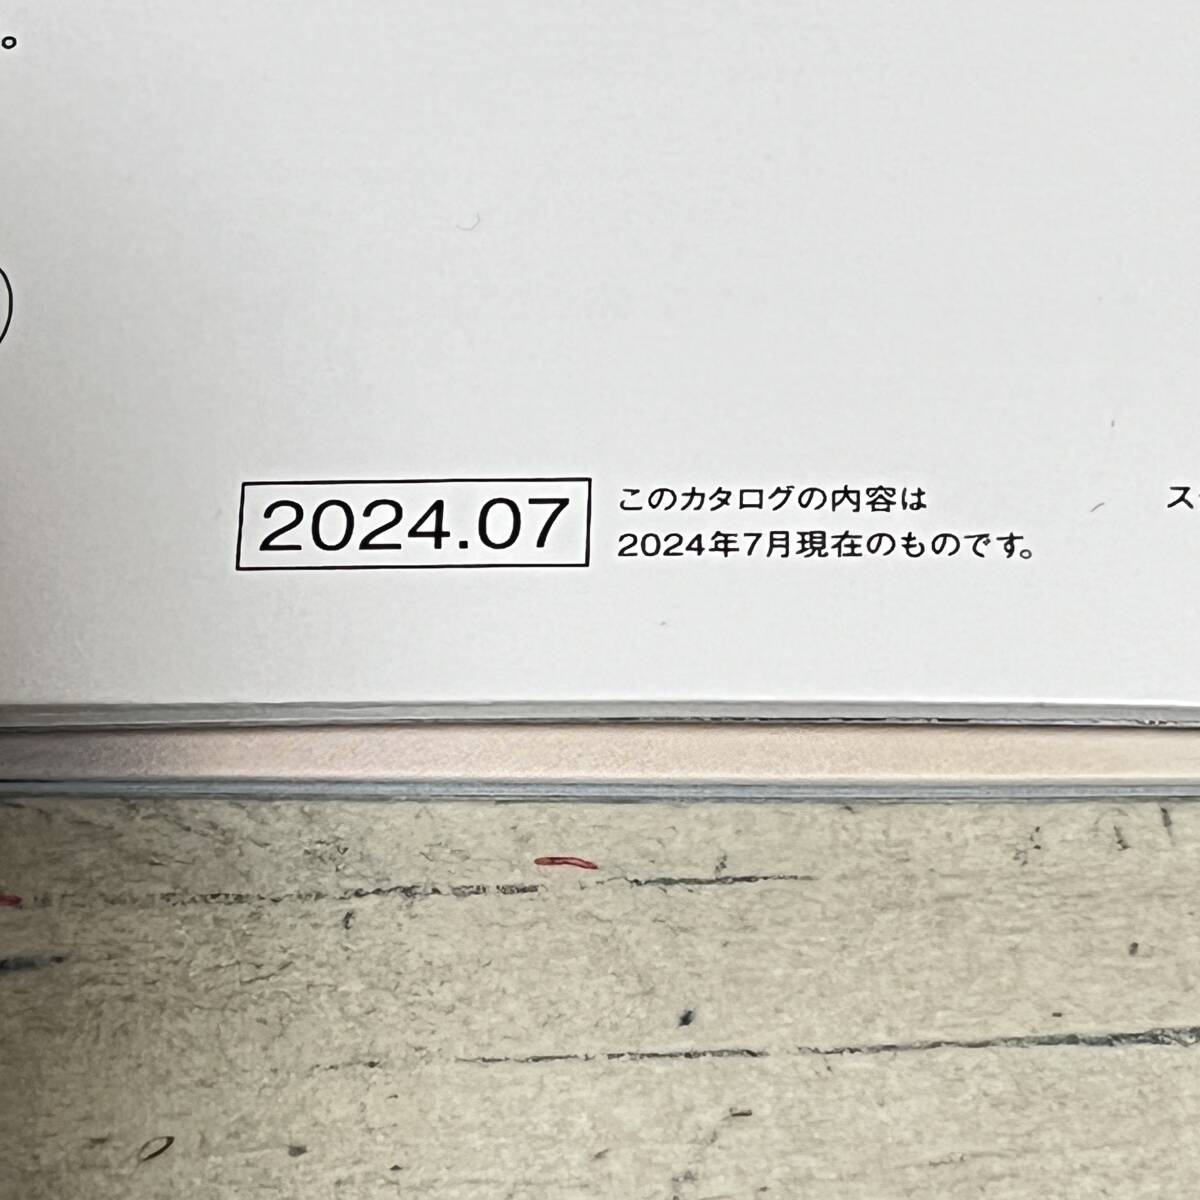 。
2024.07
このカタログの内容は
2024年7月現在のものです。
ス